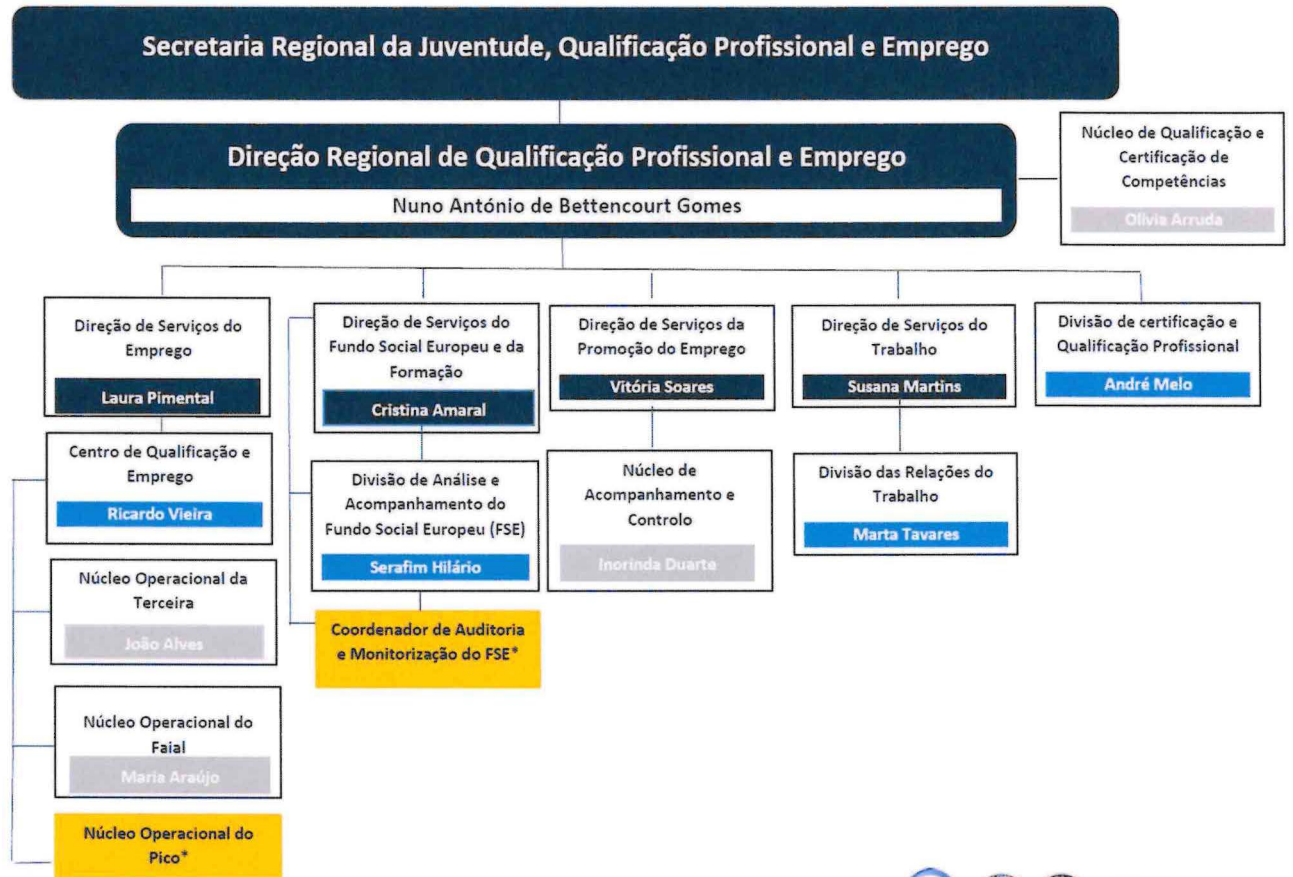 Secretaria Regional da Juventude, Qualificação Profissional e Emprego
Direção Regional de Qualificação Profissional e Emprego
Nuno António de Bettencourt Gomes
Núcleo de Qualificação e
Certificação de
Competências
Olivia Arruda
Direção de Serviços do
Emprego
Laura Pimental
Centro de Qualificação e
Emprego
Ricardo Vieira
Núcleo Operacional da
Terceira
João Alves
Núcleo Operacional do
Faial
Maria Araújo
Núcleo Operacional do
Pico*
Direção de Serviços do
Fundo Social Europeu e da
Formação
Cristina Amaral
Divisão de Análise e
Acompanhamento do
Fundo Social Europeu (FSE)
Serafim Hilário
Coordenador de Auditoria
e Monitorização do FSE*
Direção de Serviços da
Promoção do Emprego
Vitória Soares
Núcleo de
Acompanhamento e
Controlo
Inorinda Duarte
Direção de Serviços do
Trabalho
Susana Martins
Divisão das Relações do
Trabalho
Marta Tavares
Divisão de certificação e
Qualificação Profissional
André Melo